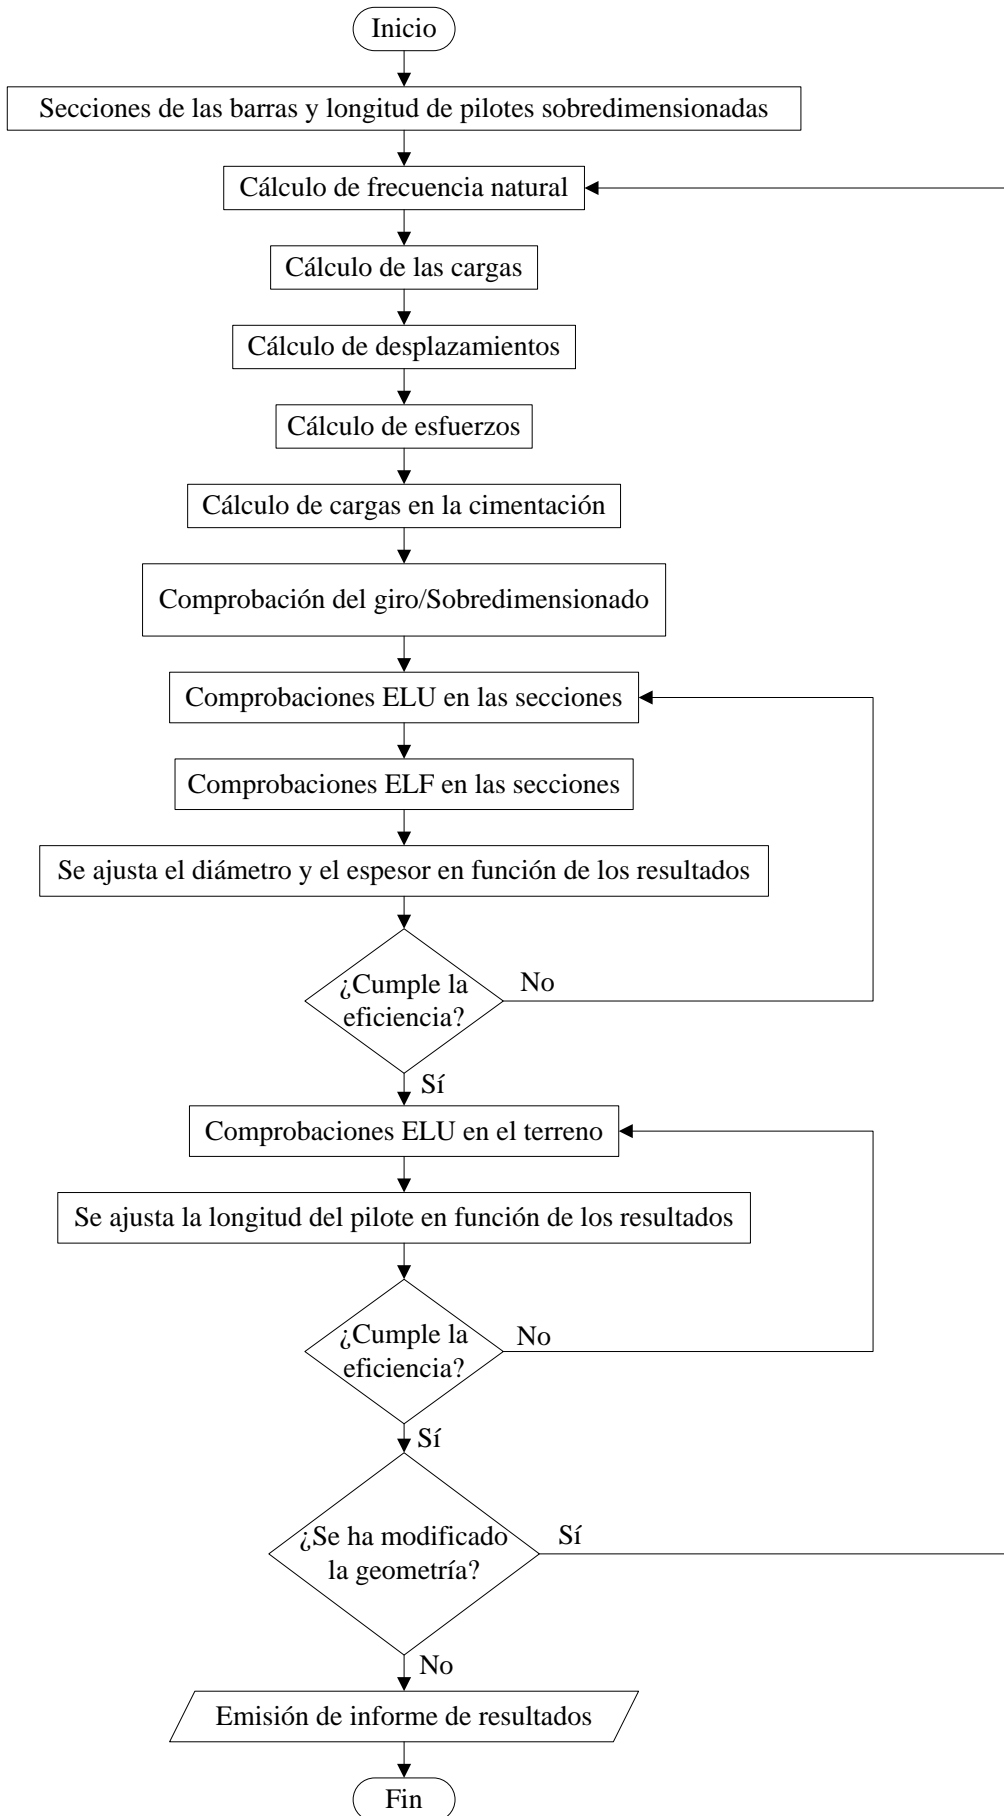 Inicio
Secciones de las barras y longitud de pilotes sobredimensionadas
Cálculo de frecuencia natural
Cálculo de las cargas
Cálculo de desplazamientos
Cálculo de esfuerzos
Cálculo de cargas en la cimentación
Comprobación del giro/Sobredimensionado
Comprobaciones ELU en las secciones
Comprobaciones ELF en las secciones
Se ajusta el diámetro y el espesor en función de los resultados
¿Cumple la
eficiencia?
No
Sí
Comprobaciones ELU en el terreno
Se ajusta la longitud del pilote en función de los resultados
¿Cumple la
eficiencia?
No
Sí
¿Se ha modificado
la geometría?
Sí
No
Emisión de informe de resultados
Fin